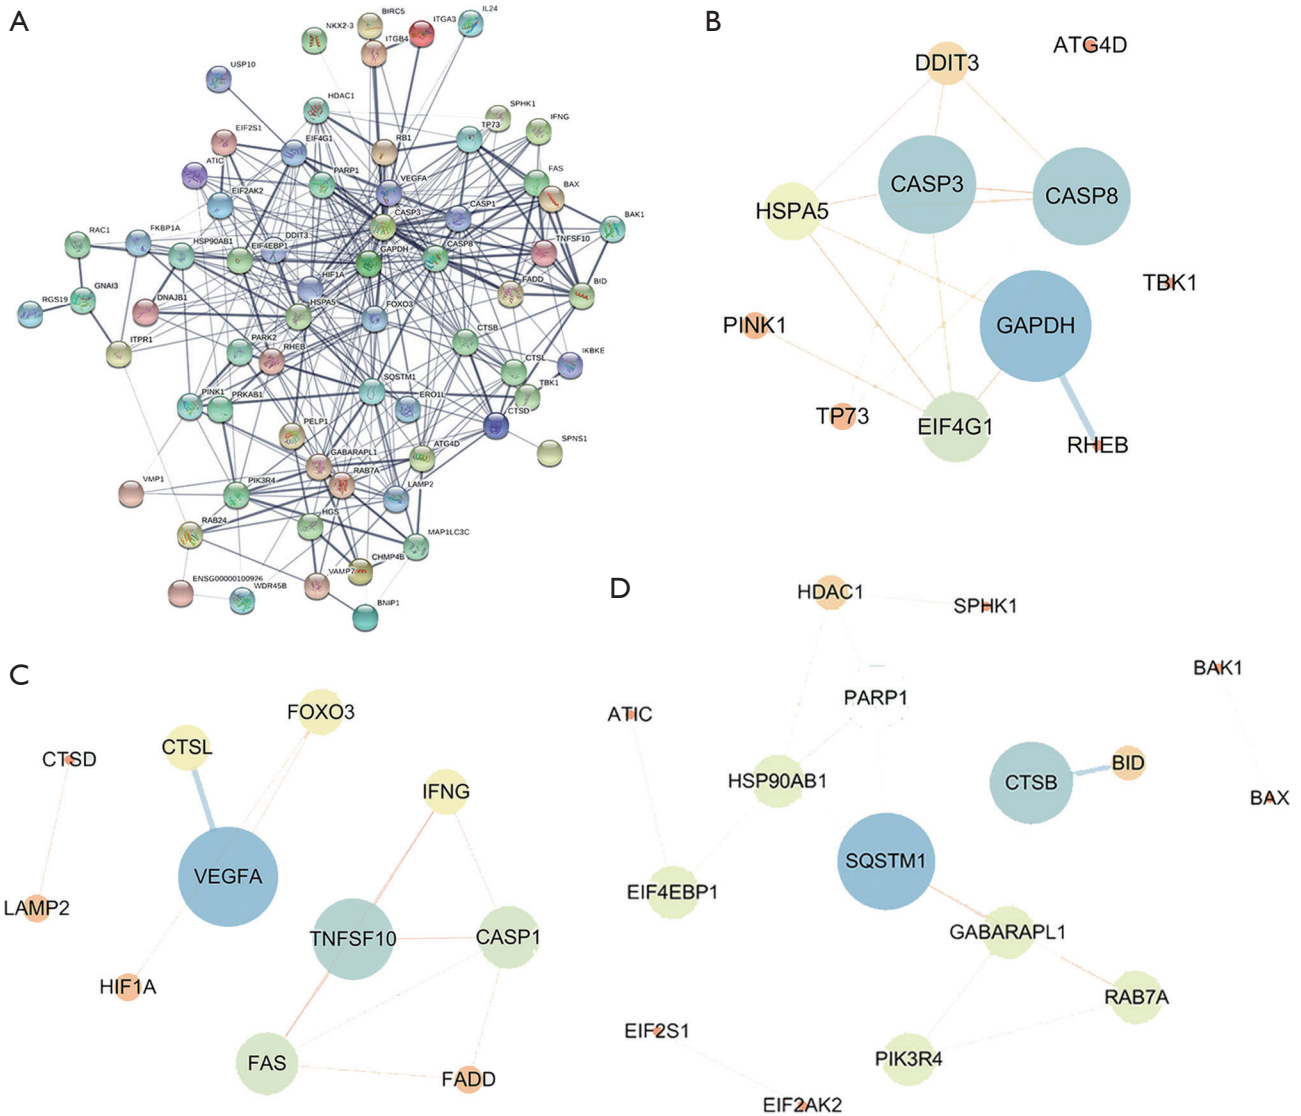 A
BIRC5
NKX2-3
ITGB4
ITGA3
IL24
USP10
HDAC1
SPHK1
IFNG
TP73
EIF2S1
EIF4G1
RB1
ATIC
PARP1
VEGFA
FAS
BAX
EIF2AK2
CASP3
CASP1
BAK1
RAC1
FKBP1A
HSP90AB1
EIF4EBP1
DDIT3
GAPDH
CASP8
TNFSF10
HIF1A
FADD
BID
RGS19
GNAI3
DNAJB1
HSPA5
FOXO3
ITPR1
PARK2
RHEB
CTSB
CTSL
IKBKE
TBK1
SQSTM1
ERO1L
PINK1
PRKAB1
CTSD
PELP1
SPNS1
GABARAPL1
ATG4D
RAB7A
VMP1
PIK3R4
LAMP2
RAB24
HGS
MAP1LC3C
CHMP4B
ENSG00000100926
WDR45B
VAMP7
BNIP1
B
ATG4D
DDIT3
CASP3
CASP8
HSPA5
TBK1
PINK1
GAPDH
TP73
EIF4G1
RHEB
C
FOXO3
CTSL
CTSD
IFNG
VEGFA
LAMP2
TNFSF10
CASP1
HIF1A
FAS
FADD
D
HDAC1
SPHK1
BAK1
PARP1
ATIC
BID
HSP90AB1
CTSB
BAX
SQSTM1
EIF4EBP1
GABARAPL1
RAB7A
EIF2S1
PIK3R4
EIF2AK2